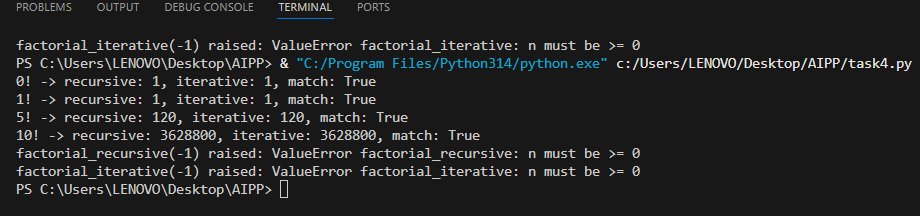 PROBLEMS OUTPUT DEBUG CONSOLE TERMINAL PORTS
factorial_iterative(-1) raised: ValueError factorial_iterative: n must be >= 0
PS C:\Users\LENOVO\Desktop\AIPP> & "C:/Program Files/Python314/python.exe" c:/Users/LENOVO/Desktop/AIPP/task4.py
0! -> recursive: 1, iterative: 1, match: True
1! -> recursive: 1, iterative: 1, match: True
5! -> recursive: 120, iterative: 120, match: True
10! -> recursive: 3628800, iterative: 3628800, match: True
factorial_recursive(-1) raised: ValueError factorial_recursive: n must be >= 0
factorial_iterative(-1) raised: ValueError factorial_iterative: n must be >= 0
PS C:\Users\LENOVO\Desktop\AIPP>